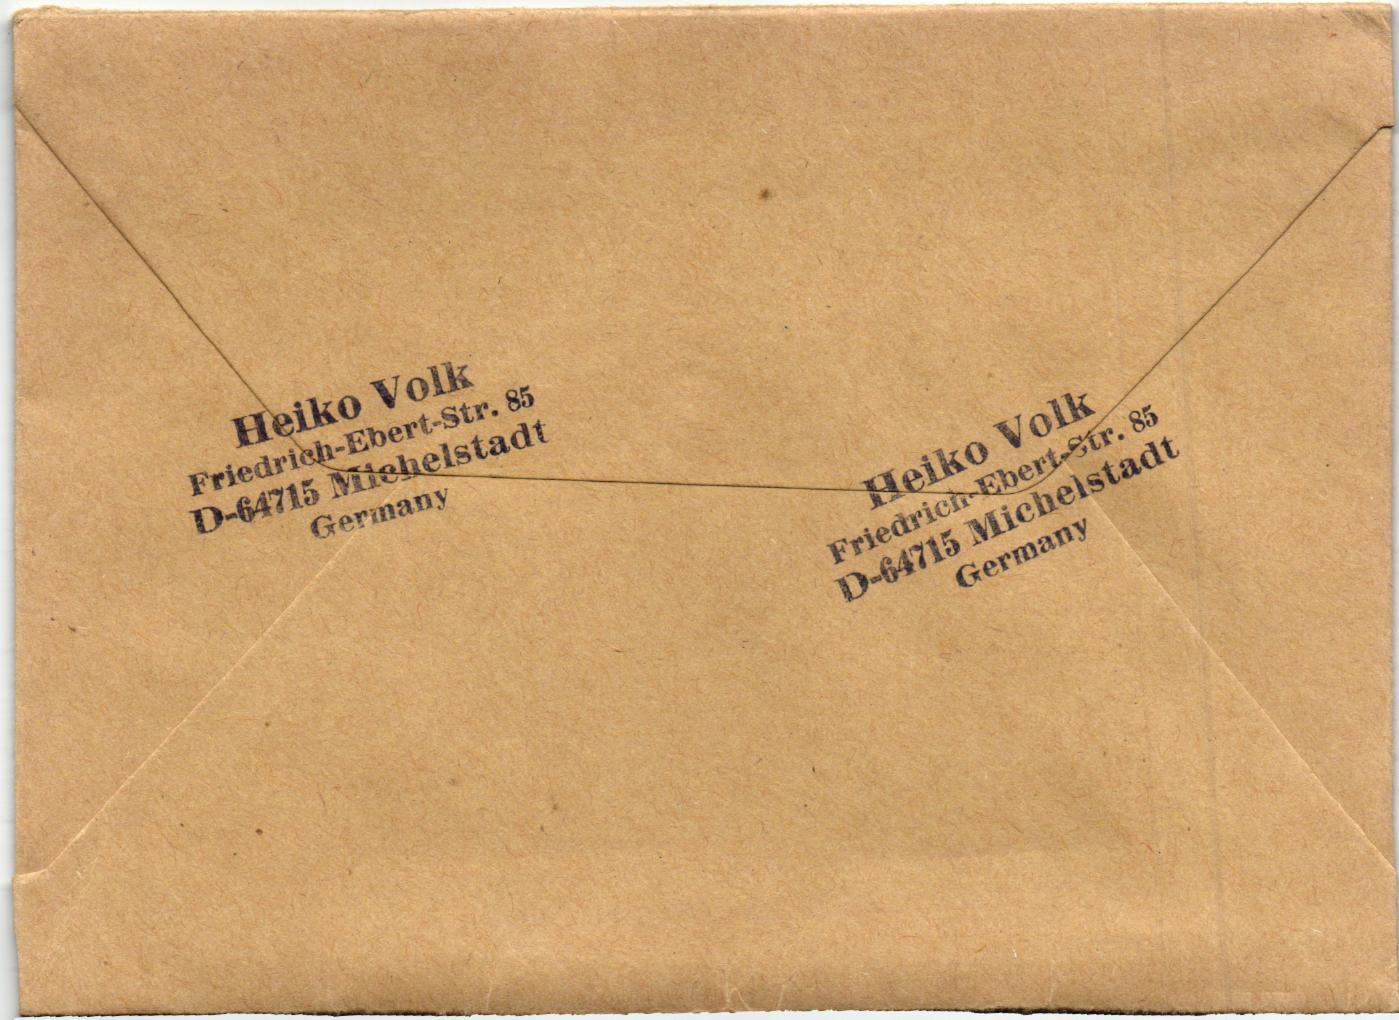 Heiko Volk
Friedrich-Ebert-Str. 85
D-64715 Michelstadt
Germany
Heiko Volk
Friedrich-Ebert-Str. 85
D-64715 Michelstadt
Germany